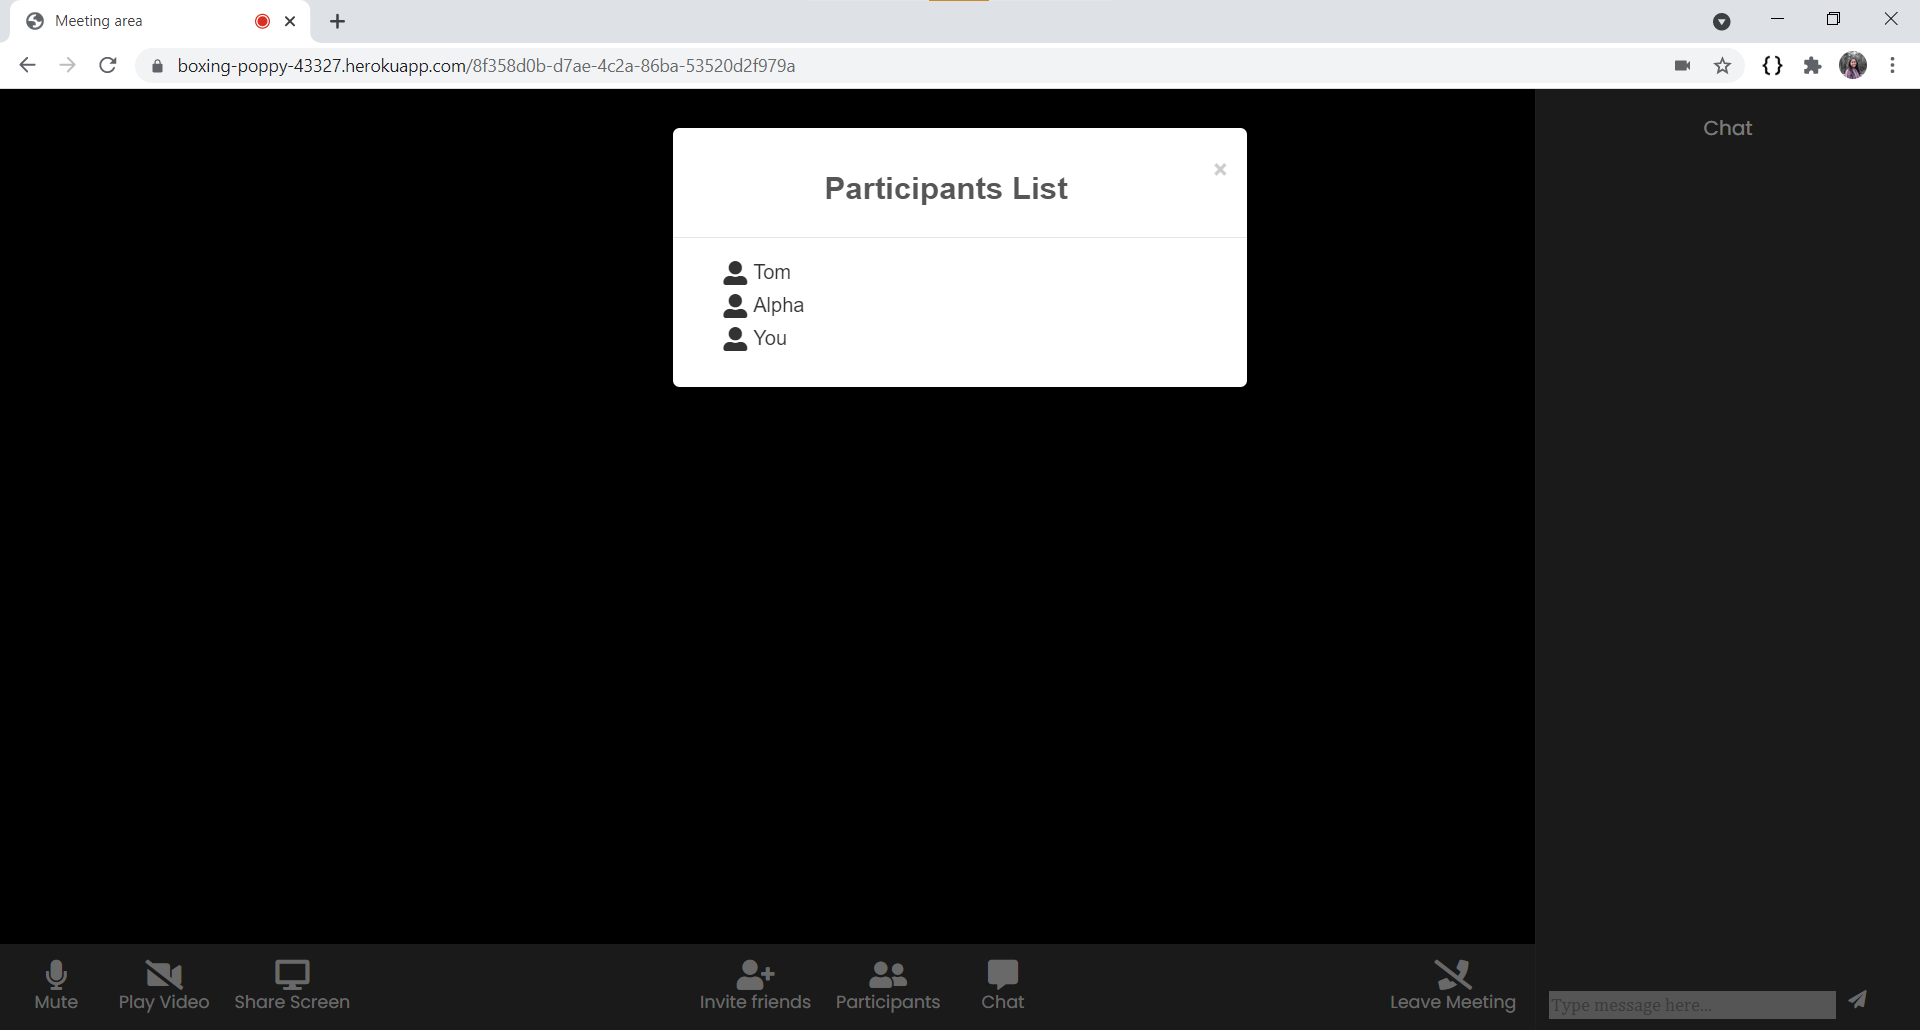 Meeting area
boxing-poppy-43327.herokuapp.com/8f358d0b-d7ae-4c2a-86ba-53520d2f979a
Chat
Participants List
×
Tom
Alpha
You
Mute
Play Video
Share Screen
Invite friends
Participants
Chat
Leave Meeting
Type message here...